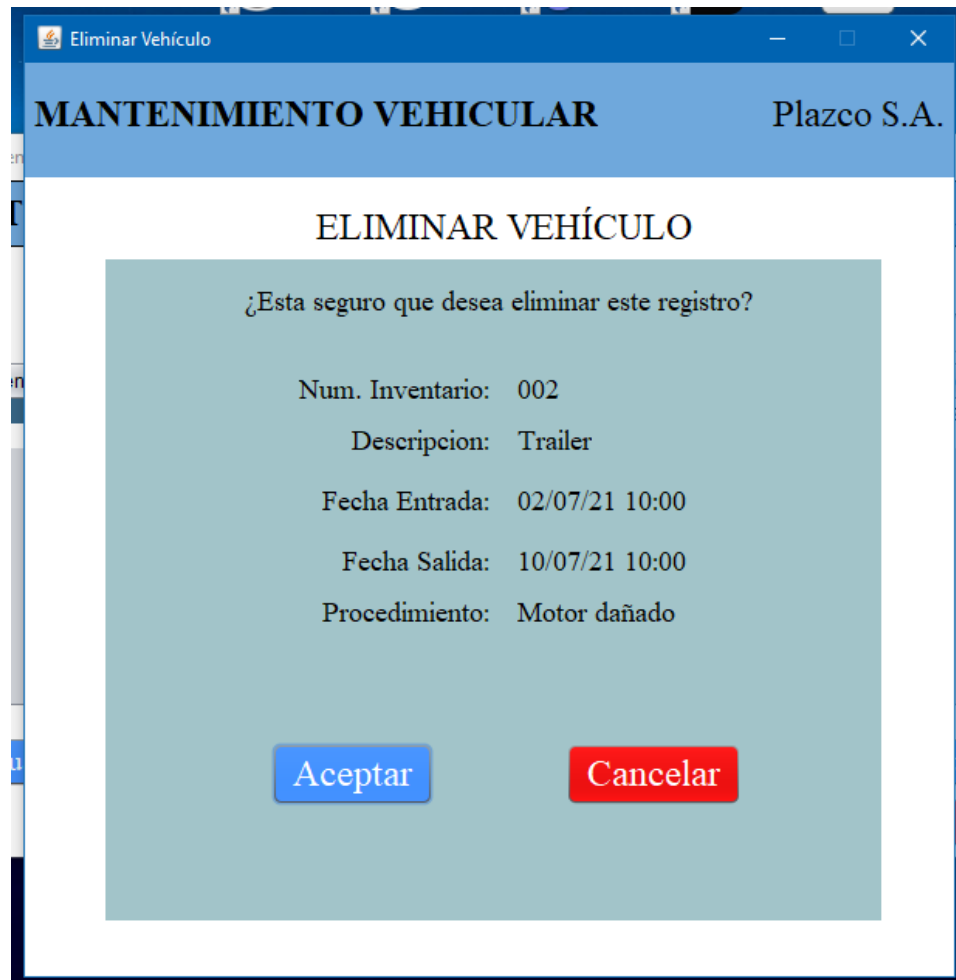 Eliminar Vehículo
MANTENIMIENTO VEHICULAR Plazco S.A.
ELIMINAR VEHÍCULO
¿Esta seguro que desea eliminar este registro?
Num. Inventario: 002
Descripcion: Trailer
Fecha Entrada: 02/07/21 10:00
Fecha Salida: 10/07/21 10:00
Procedimiento: Motor dañado
Aceptar Cancelar